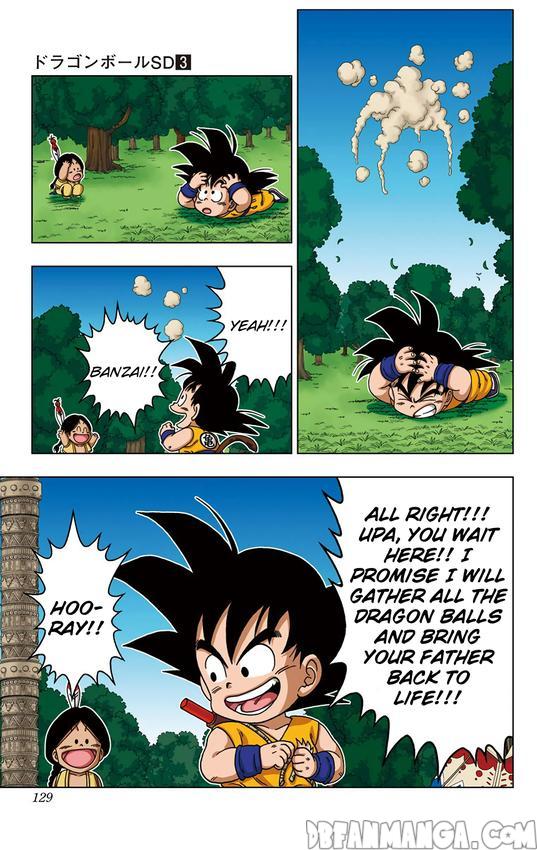 ドラゴンボールSD3
YEAH!!!
BANZAI!!
ALL RIGHT!!!
UPA, YOU WAIT
HERE!! I
PROMISE I WILL
GATHER ALL THE
DRAGON BALLS
AND BRING
YOUR FATHER
BACK TO
LIFE!!!
HOO-
RAY!!
129
DBFANMANGA.COM